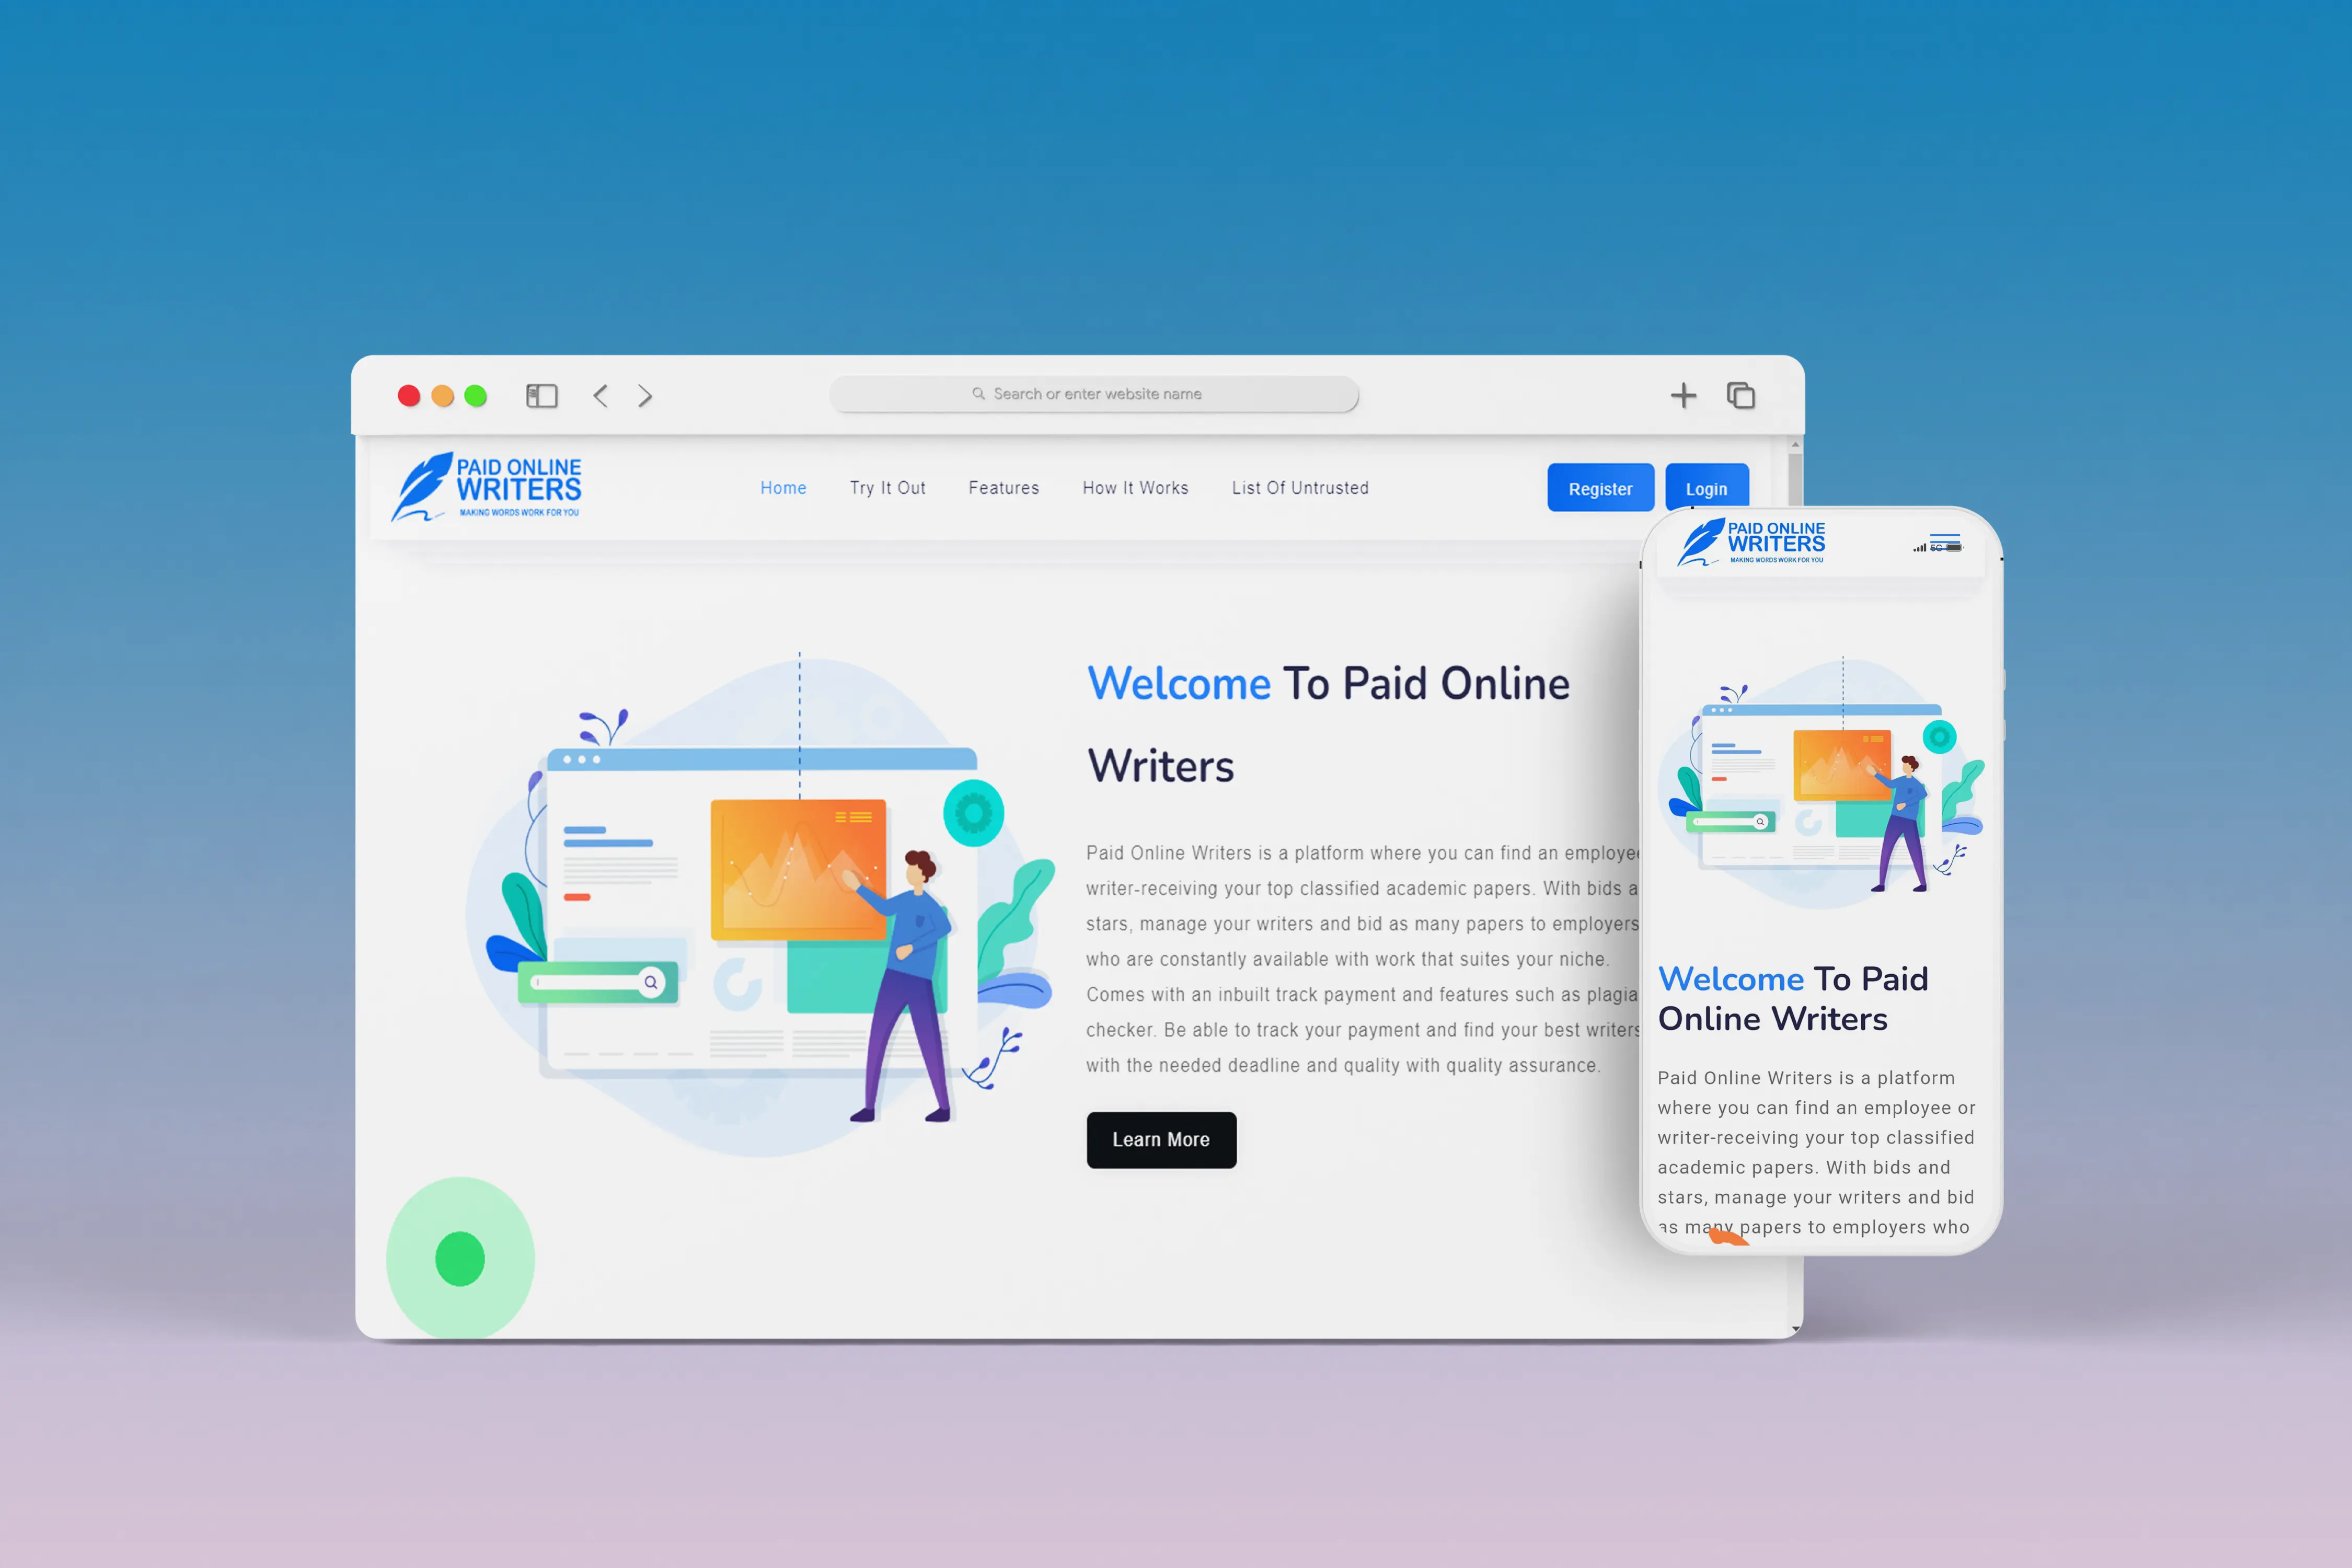 Search or enter website name
PAID ONLINE
WRITERS
MAKING WORDS WORK FOR YOU
Home Try It Out Features How It Works List Of Untrusted
Register Login
Welcome To Paid Online
Writers
Paid Online Writers is a platform where you can find an employee
writer-receiving your top classified academic papers. With bids a
stars, manage your writers and bid as many papers to employers
who are constantly available with work that suites your niche.
Comes with an inbuilt track payment and features such as plagia
checker. Be able to track your payment and find your best writers
with the needed deadline and quality with quality assurance.
Learn More
PAID ONLINE
WRITERS
MAKING WORDS WORK FOR YOU
5G
Welcome To Paid
Online Writers
Paid Online Writers is a platform
where you can find an employee or
writer-receiving your top classified
academic papers. With bids and
stars, manage your writers and bid
as many papers to employers who